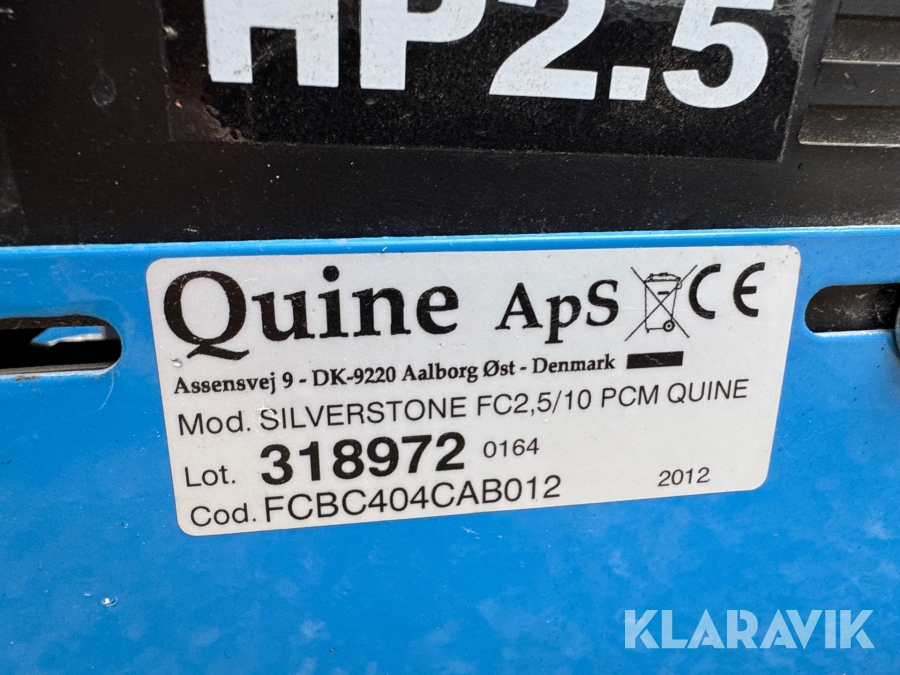 HP2.5
Quine ApS CE
Assensvej 9 - DK-9220 Aalborg Øst - Denmark
Mod. SILVERSTONE FC2,5/10 PCM QUINE
Lot. 318972 0164
Cod. FCBC404CAB012 2012
KLARAVIK